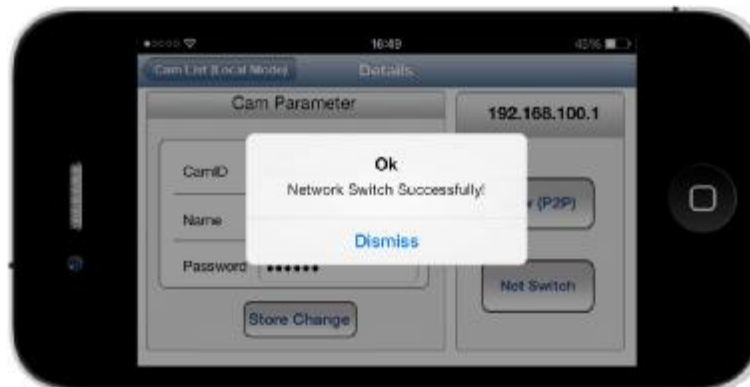 16:49
45%
Cam List (Local Mode)
Details
Cam Parameter
192.168.100.1
CamID
Ok
Network Switch Successfully!
(P2P)
Name
Dismiss
Password
Net Switch
Store Change